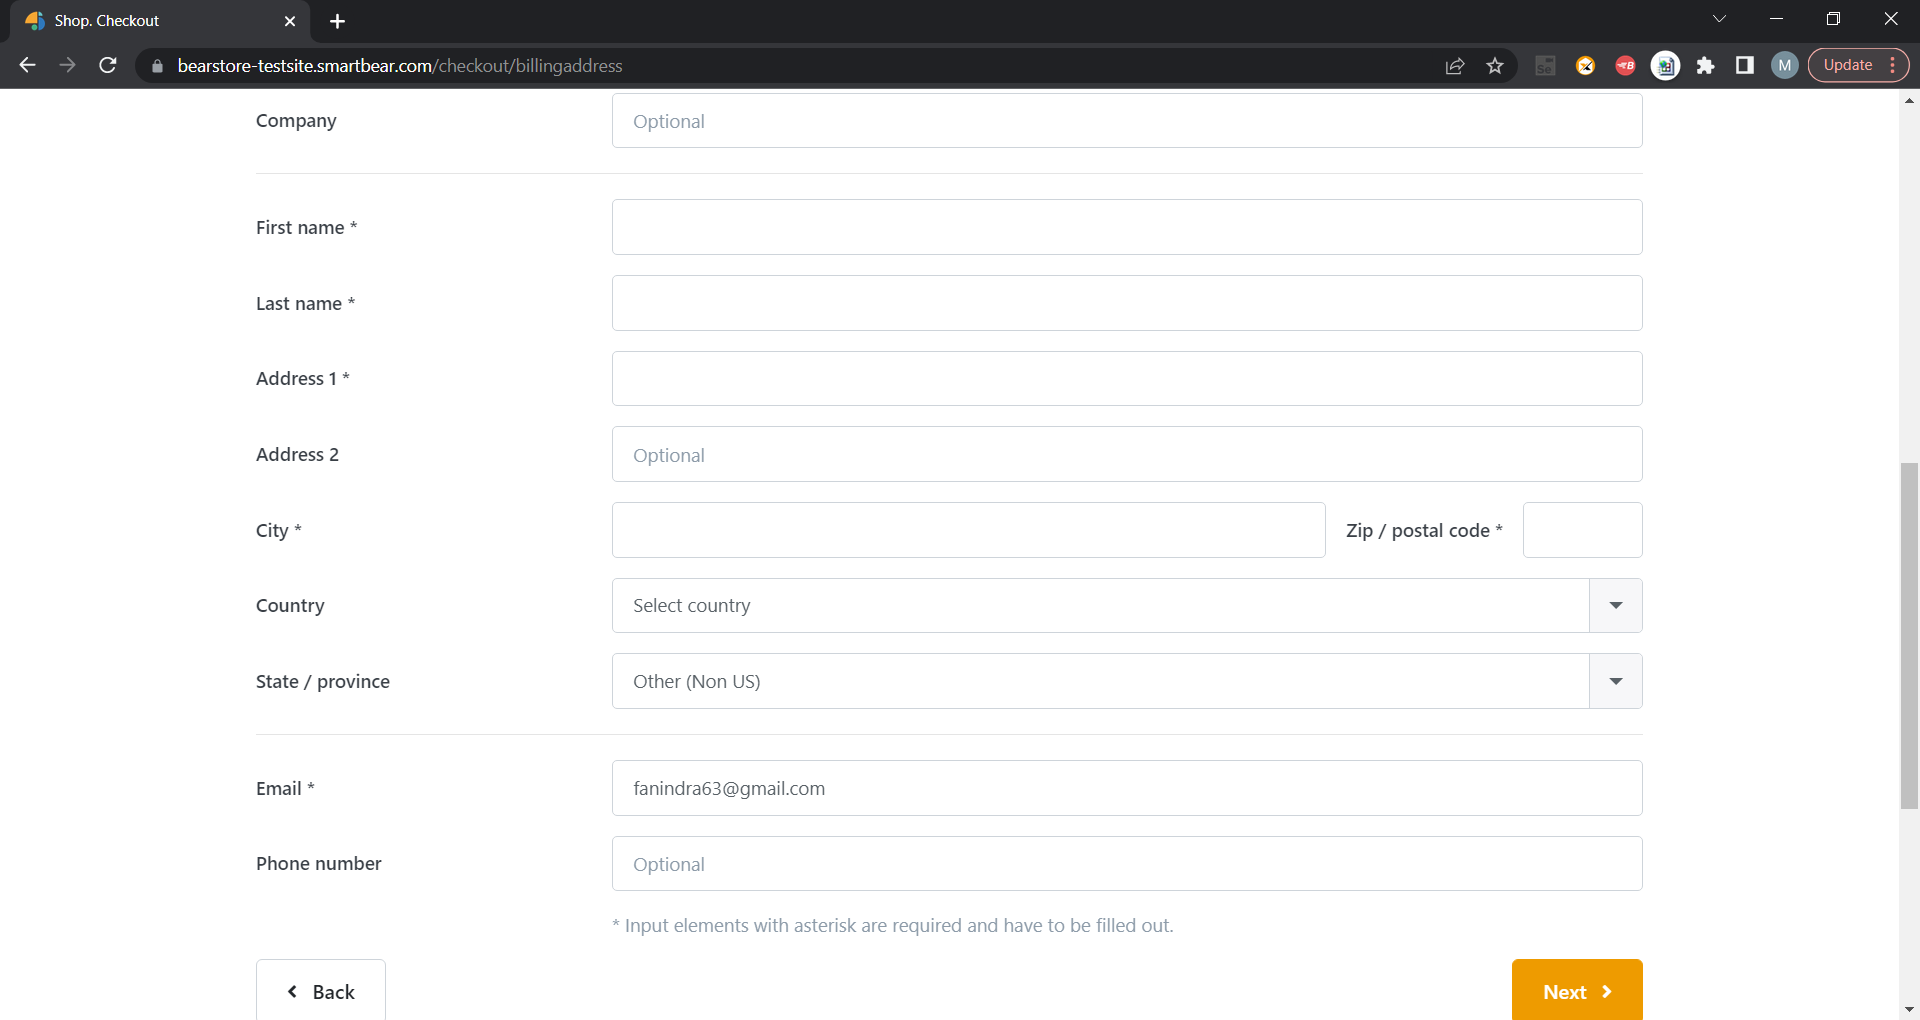 Shop. Checkout
bearstore-testsite.smartbear.com/checkout/billingaddress
Se
B
M
Update
Company
Optional
First name *
Last name *
Address 1 *
Address 2
Optional
City *
Zip / postal code *
Country
Select country
State / province
Other (Non US)
Email *
fanindra63@gmail.com
Phone number
Optional
* Input elements with asterisk are required and have to be filled out.
Back
Next